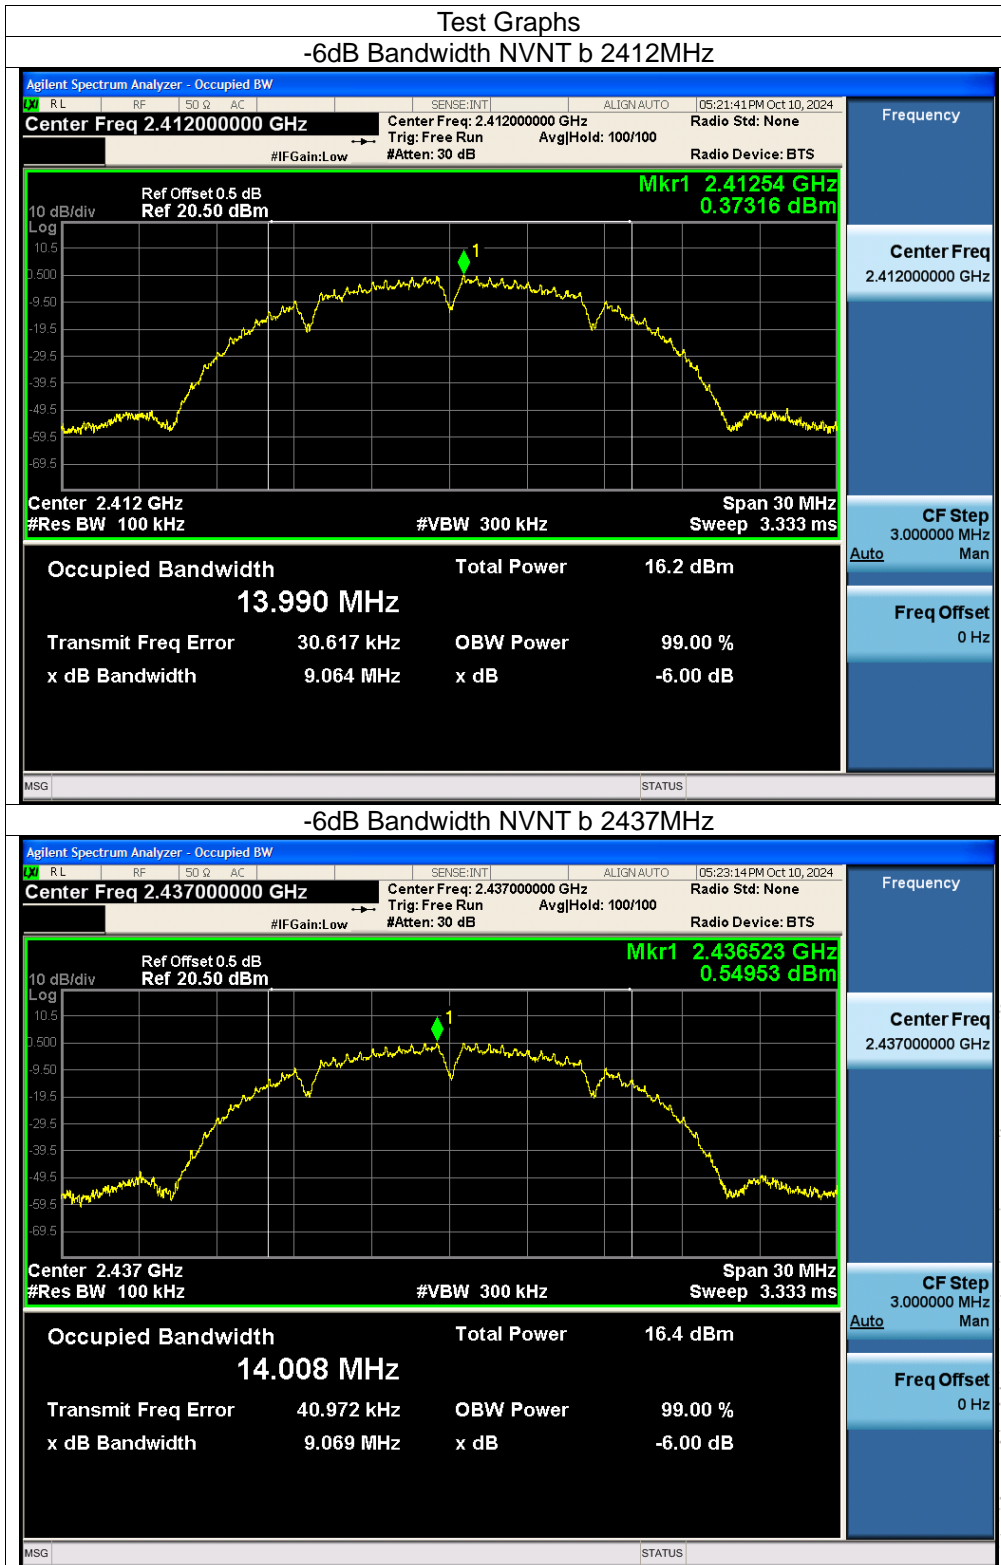 Test Graphs
-6dB Bandwidth NVNT b 2412MHz
Agilent Spectrum Analyzer - Occupied BW
LXI RL RF 50 Ω AC SENSE:INT ALIGN AUTO 05:21:41 PM Oct 10, 2024
Center Freq 2.412000000 GHz Center Freq: 2.412000000 GHz Radio Std: None
Trig: Free Run Avg|Hold: 100/100
#IFGain:Low #Atten: 30 dB Radio Device: BTS
Frequency
Mkr1 2.41254 GHz
0.37316 dBm
Ref Offset 0.5 dB
10 dB/div Ref 20.50 dBm
Log
10.5
0.500
-9.50
-19.5
-29.5
-39.5
-49.5
-59.5
-69.5
1
Center 2.412 GHz Span 30 MHz
#Res BW 100 kHz #VBW 300 kHz Sweep 3.333 ms
Center Freq
2.412000000 GHz
CF Step
3.000000 MHz
Auto Man
Freq Offset
0 Hz
Occupied Bandwidth Total Power 16.2 dBm
13.990 MHz
Transmit Freq Error 30.617 kHz OBW Power 99.00 %
x dB Bandwidth 9.064 MHz x dB -6.00 dB
MSG STATUS
-6dB Bandwidth NVNT b 2437MHz
Agilent Spectrum Analyzer - Occupied BW
LXI RL RF 50 Ω AC SENSE:INT ALIGN AUTO 05:23:14 PM Oct 10, 2024
Center Freq 2.437000000 GHz Center Freq: 2.437000000 GHz Radio Std: None
Trig: Free Run Avg|Hold: 100/100
#IFGain:Low #Atten: 30 dB Radio Device: BTS
Frequency
Mkr1 2.436523 GHz
0.54953 dBm
Ref Offset 0.5 dB
10 dB/div Ref 20.50 dBm
Log
10.5
0.500
-9.50
-19.5
-29.5
-39.5
-49.5
-59.5
-69.5
1
Center 2.437 GHz Span 30 MHz
#Res BW 100 kHz #VBW 300 kHz Sweep 3.333 ms
Center Freq
2.437000000 GHz
CF Step
3.000000 MHz
Auto Man
Freq Offset
0 Hz
Occupied Bandwidth Total Power 16.4 dBm
14.008 MHz
Transmit Freq Error 40.972 kHz OBW Power 99.00 %
x dB Bandwidth 9.069 MHz x dB -6.00 dB
MSG STATUS